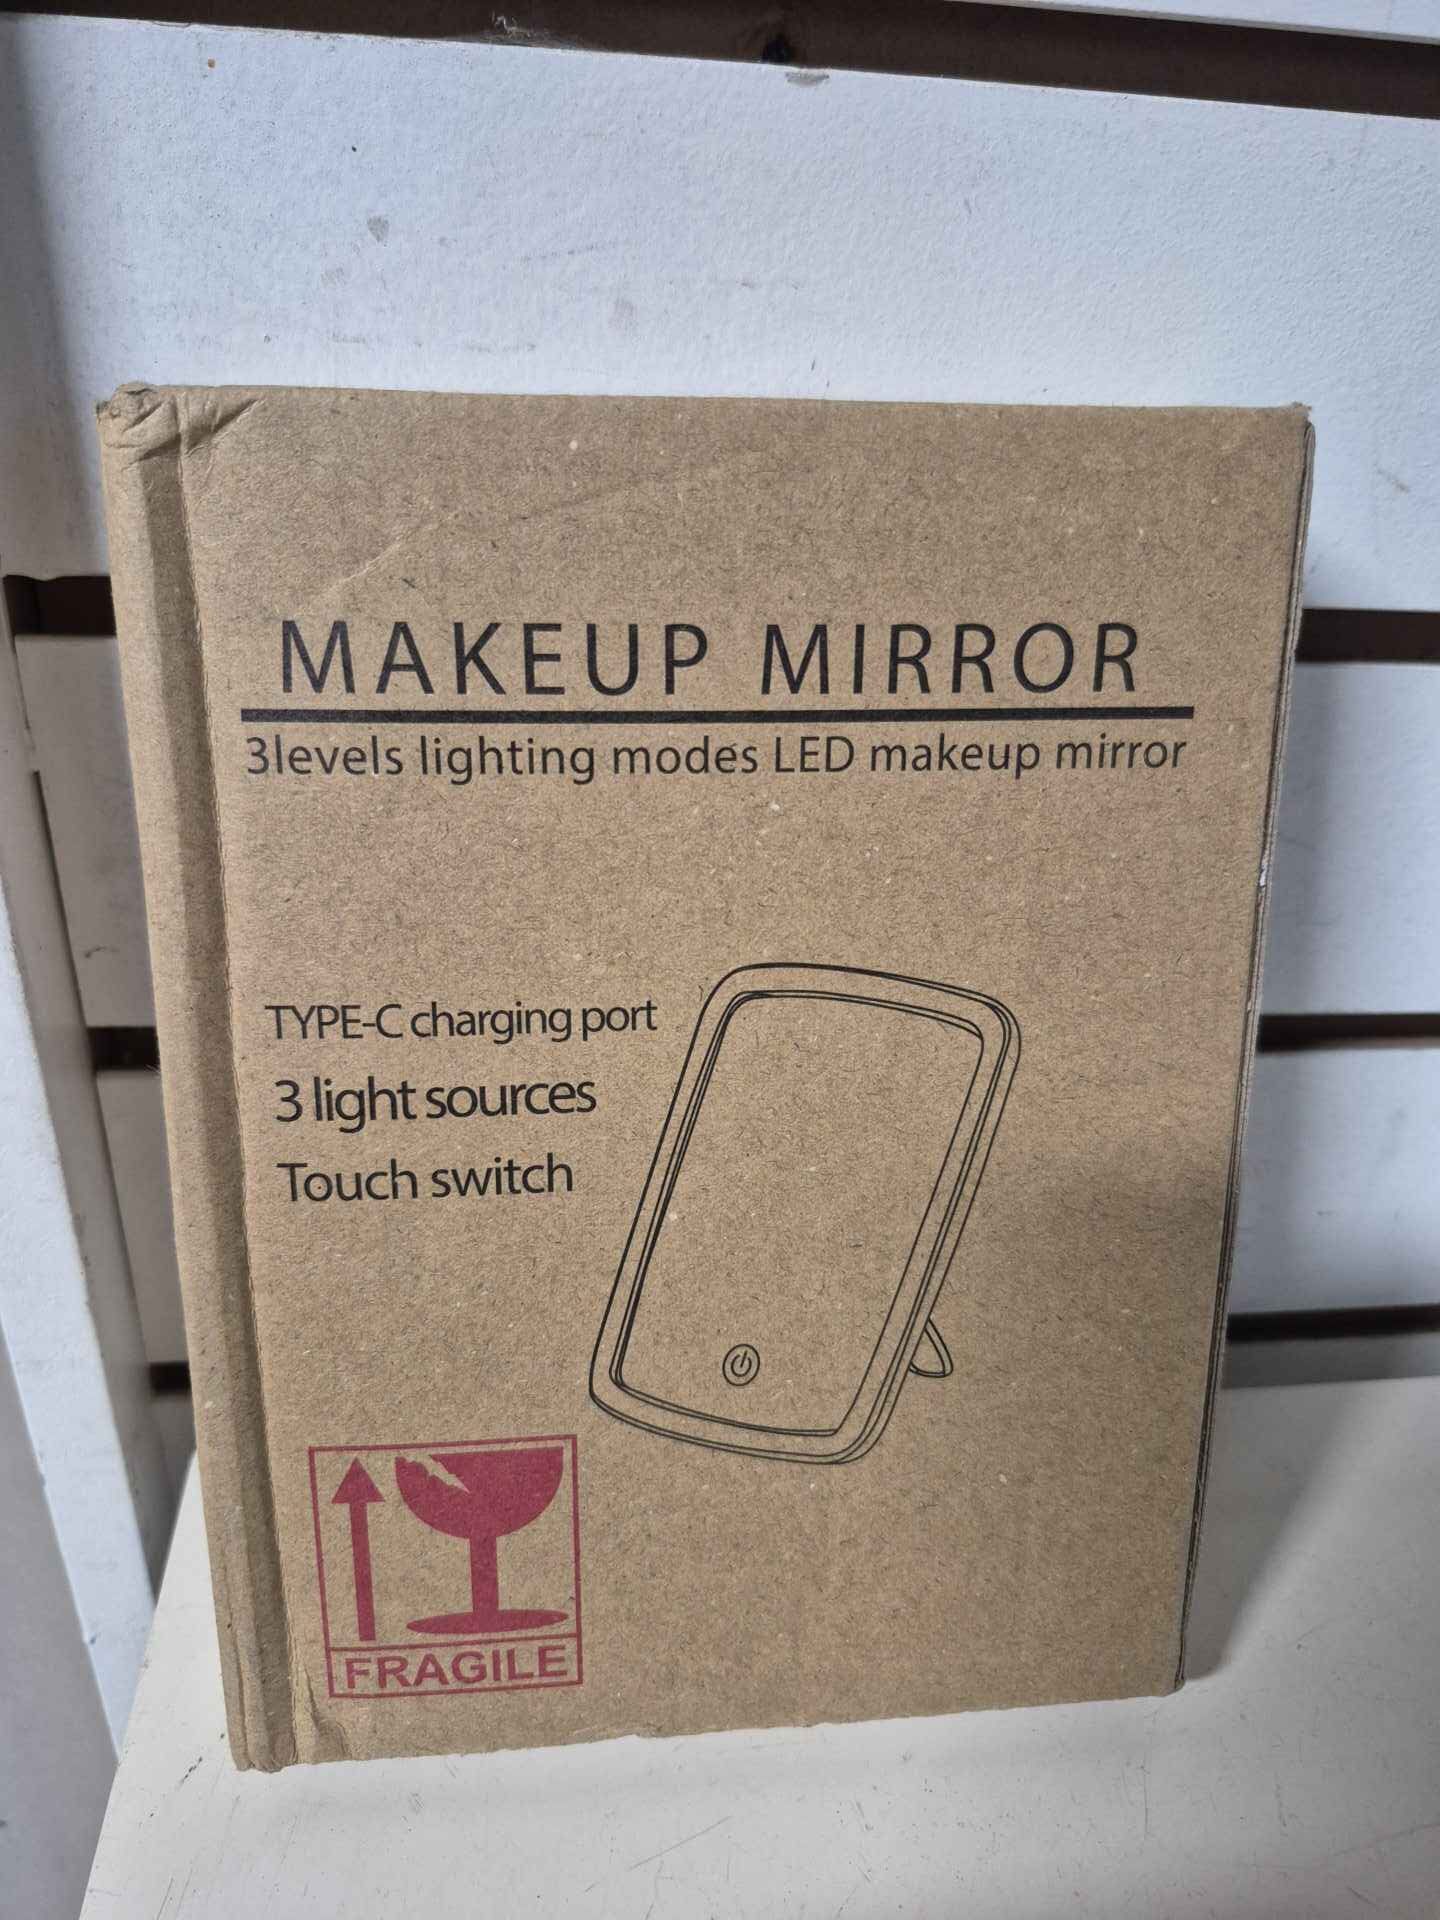 MAKEUP MIRROR
3levels lighting modes LED makeup mirror
TYPE-C charging port
3 light sources
Touch switch
FRAGILE